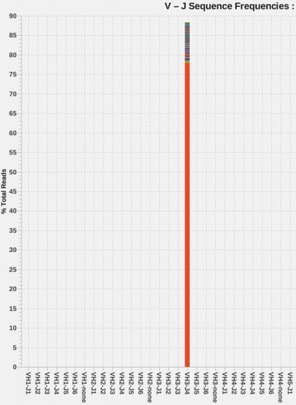 V – J Sequence Frequencies :
% Total Reads
90
85
80
75
70
65
60
55
50
45
40
35
30
25
20
15
10
5
0
VH1-J1
VH1-J2
VH1-J3
VH1-J4
VH1-J5
VH1-J6
VH1-none
VH2-J1
VH2-J2
VH2-J3
VH2-J4
VH2-J5
VH2-J6
VH2-none
VH3-J1
VH3-J2
VH3-J3
VH3-J4
VH3-J5
VH3-J6
VH3-none
VH4-J1
VH4-J2
VH4-J3
VH4-J4
VH4-J5
VH4-J6
VH4-none
VH5-J1